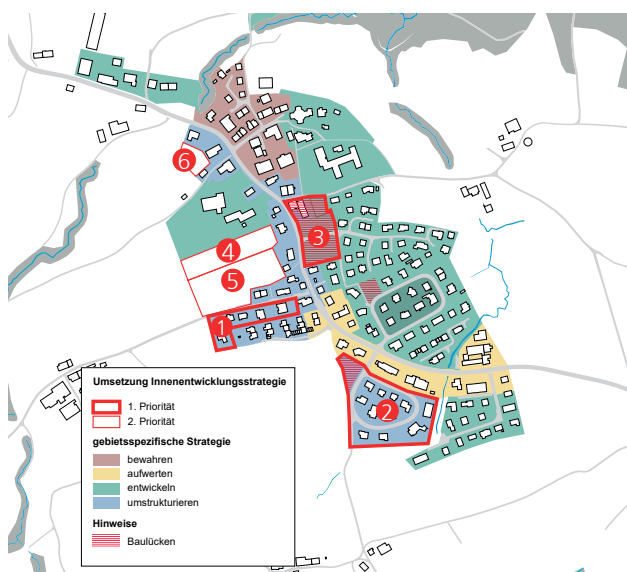 6
3
4
5
1
2
Umsetzung Innenentwicklungsstrategie
1. Priorität
2. Priorität
gebietsspezifische Strategie
bewahren
aufwerten
entwickeln
umstrukturieren
Hinweise
Baulücken